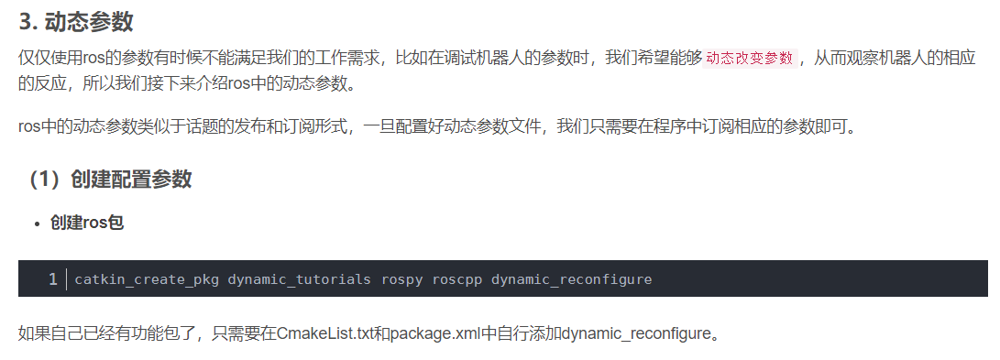 3. 动态参数
仅仅使用ros的参数有时候不能满足我们的工作需求，比如在调试机器人的参数时，我们希望能够动态改变参数，从而观察机器人的相应
的反应，所以我们接下来介绍ros中的动态参数。
ros中的动态参数类似于话题的发布和订阅形式，一旦配置好动态参数文件，我们只需要在程序中订阅相应的参数即可。
（1）创建配置参数
• 创建ros包
1 catkin_create_pkg dynamic_tutorials rospy roscpp dynamic_reconfigure
如果自己已经有功能包了，只需要在CmakeList.txt和package.xml中自行添加dynamic_reconfigure。